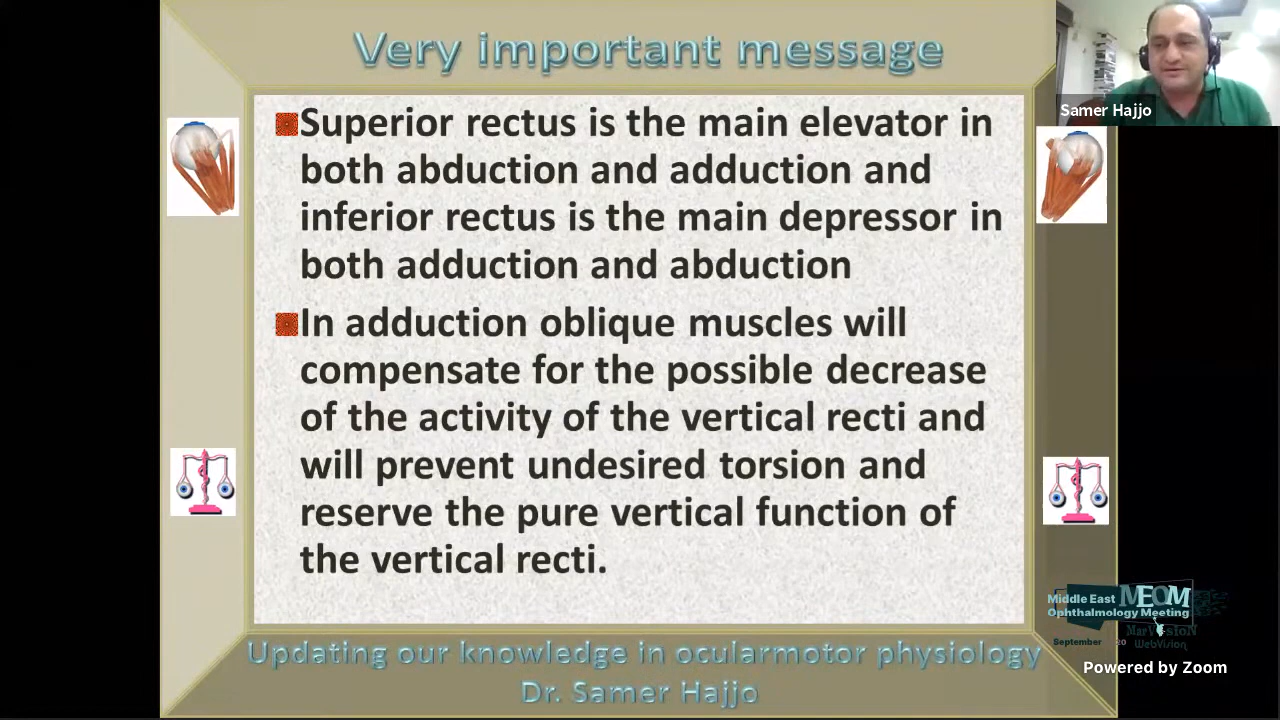 Very important message
Samer Hajjo
Superior rectus is the main elevator in
both abduction and adduction and
inferior rectus is the main depressor in
both adduction and abduction
In adduction oblique muscles will
compensate for the possible decrease
of the activity of the vertical recti and
will prevent undesired torsion and
reserve the pure vertical function of
the vertical recti.
Middle East MEOM
Ophthalmology Meeting
September 20
WebVision
Powered by Zoom
Updating our knowledge in ocularmotor physiology
Dr. Samer Hajjo